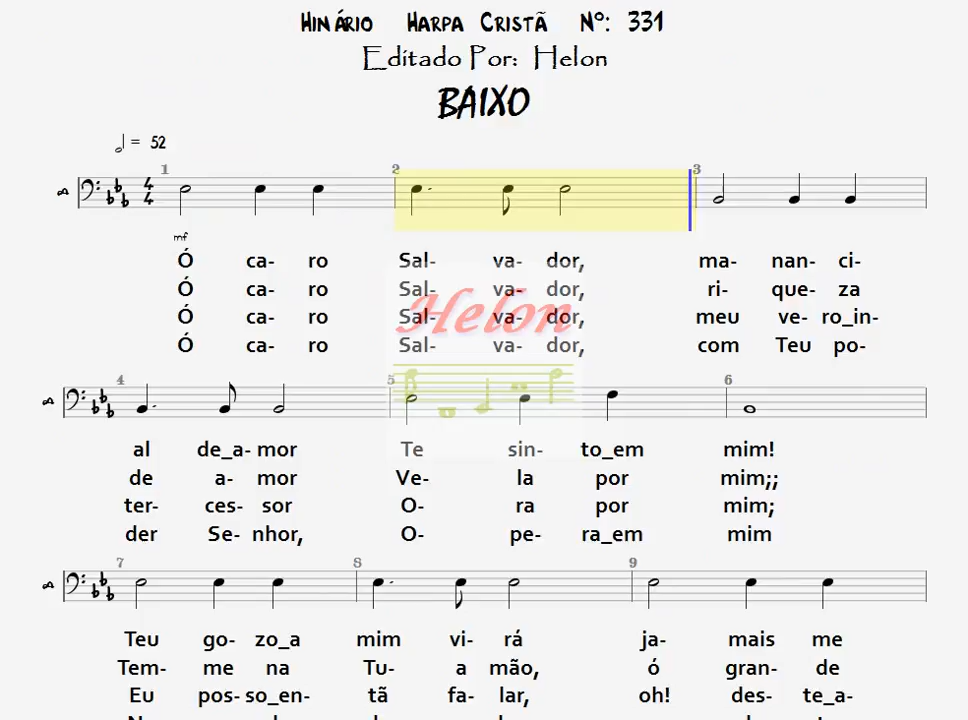 Hinário Harpa Cristã Nº: 331
Editado Por: Helon
BAIXO
= 52
1 2 3
4
4
mf
Ó ca- ro Sal- va- dor, ma- nan- ci-
Ó ca- ro Sal- va- dor, ri- que- za
Ó ca- ro Sal- va- dor, meu ve- ro_in-
Ó ca- ro Sal- va- dor, com Teu po-
Helon
4 5 6
al de_a- mor Te sin- to_em mim!
de a- mor Ve- la por mim;;
ter- ces- sor O- ra por mim;
der Se- nhor, O- pe- ra_em mim
7 8 9
Teu go- zo_a mim vi- rá ja- mais me
Tem- me na Tu- a mão, ó gran- de
Eu pos- so_en- tã fa- lar, oh! des- te_a-